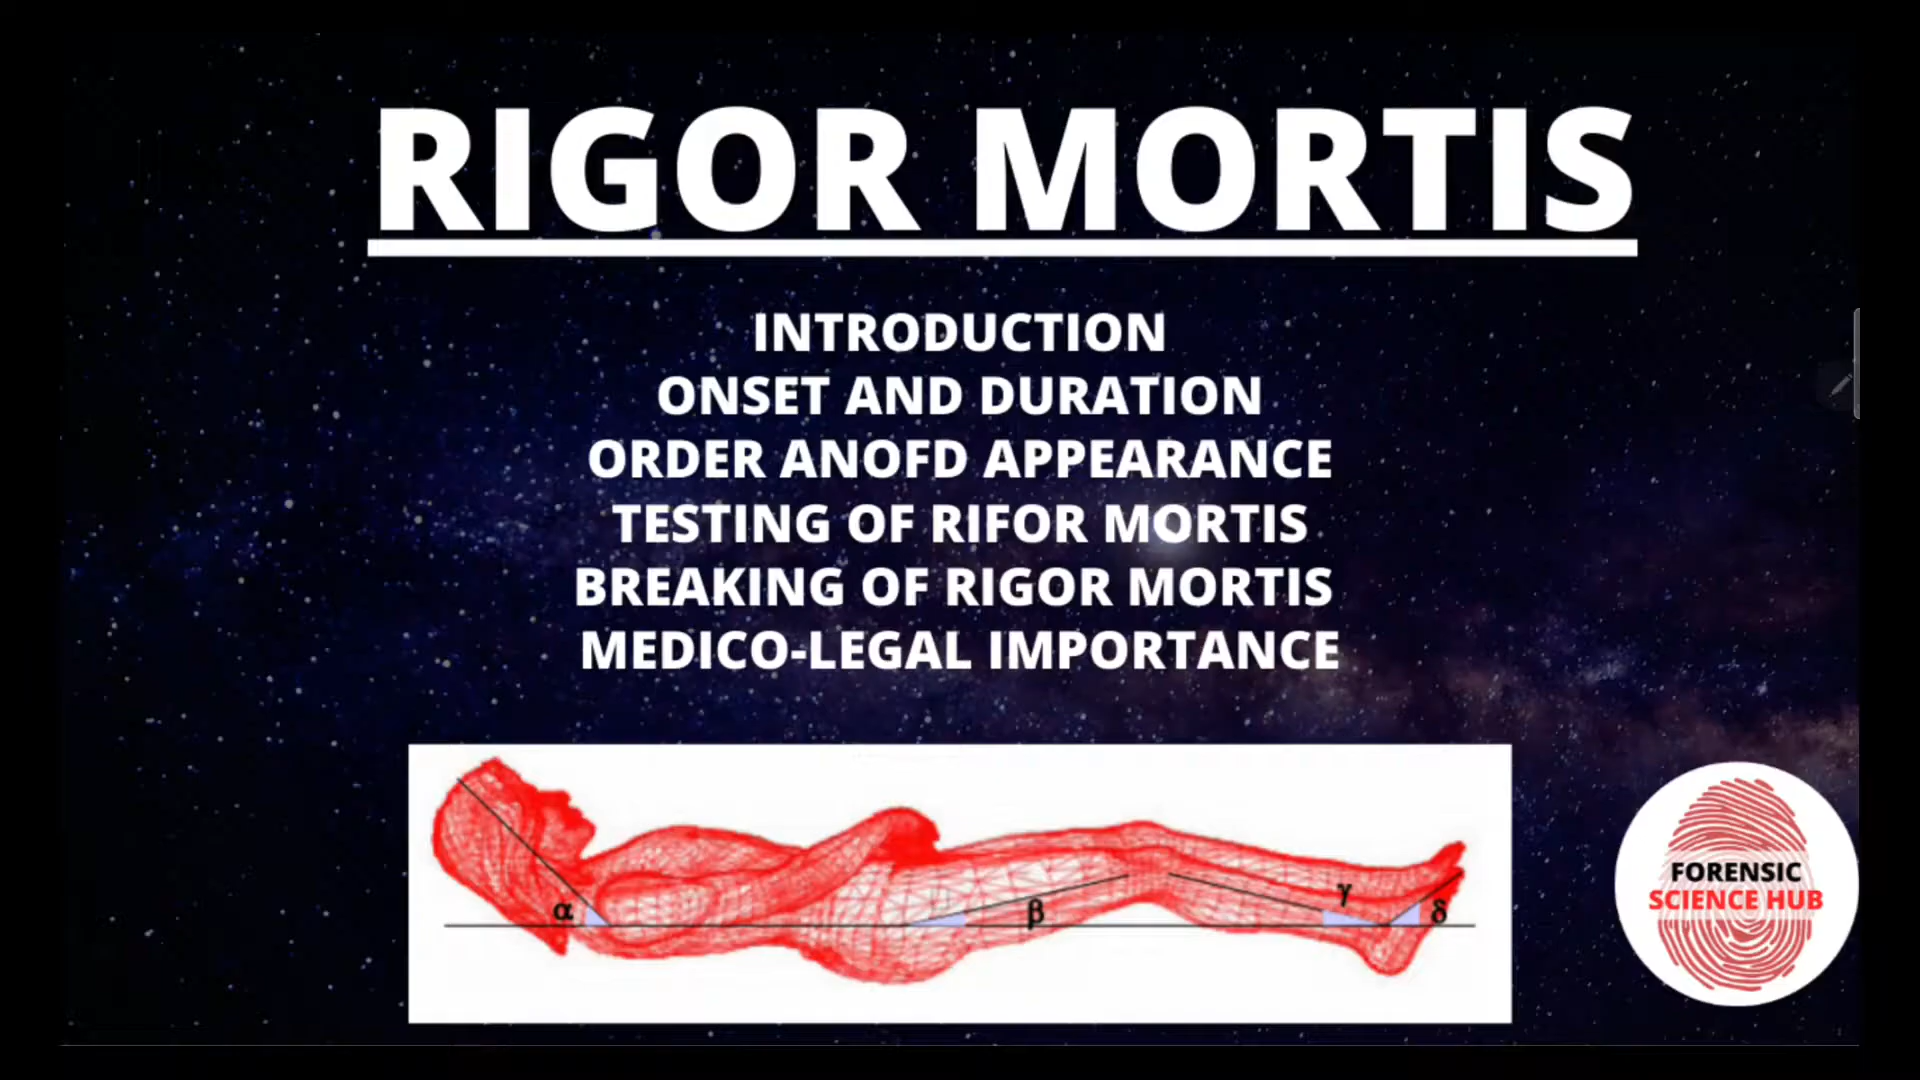 RIGOR MORTIS
INTRODUCTION
ONSET AND DURATION
ORDER ANOFD APPEARANCE
TESTING OF RIFOR MORTIS
BREAKING OF RIGOR MORTIS
MEDICO-LEGAL IMPORTANCE
α
β
γ
δ
FORENSIC
SCIENCE HUB